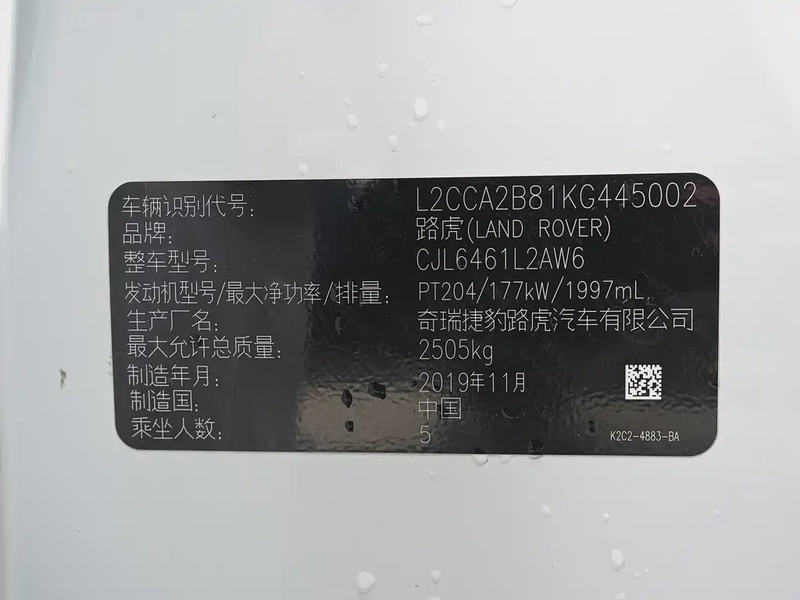 车辆识别代号: L2CCA2B81KG445002
品牌: 路虎(LAND ROVER)
整车型号: CJL6461L2AW6
发动机型号/最大净功率/排量: PT204/177kW/1997mL
生产厂名: 奇瑞捷豹路虎汽车有限公司
最大允许总质量: 2505kg
制造年月: 2019年11月
制造国: 中国
乘坐人数: 5
K2C2-4883-BA